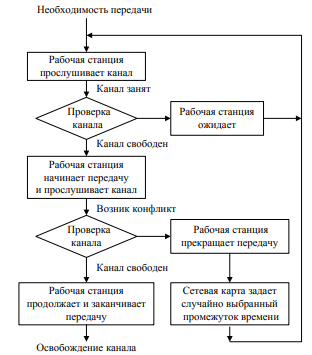 Необходимость передачи
Рабочая станция
прослушивает канал
Канал занят
Проверка
канала
Рабочая станция
ожидает
Канал свободен
Рабочая станция
начинает передачу
и прослушивает канал
Возник конфликт
Проверка
канала
Рабочая станция
прекращает передачу
Канал свободен
Рабочая станция
продолжает и заканчивает
передачу
Сетевая карта задает
случайно выбранный
промежуток времени
Освобождение канала